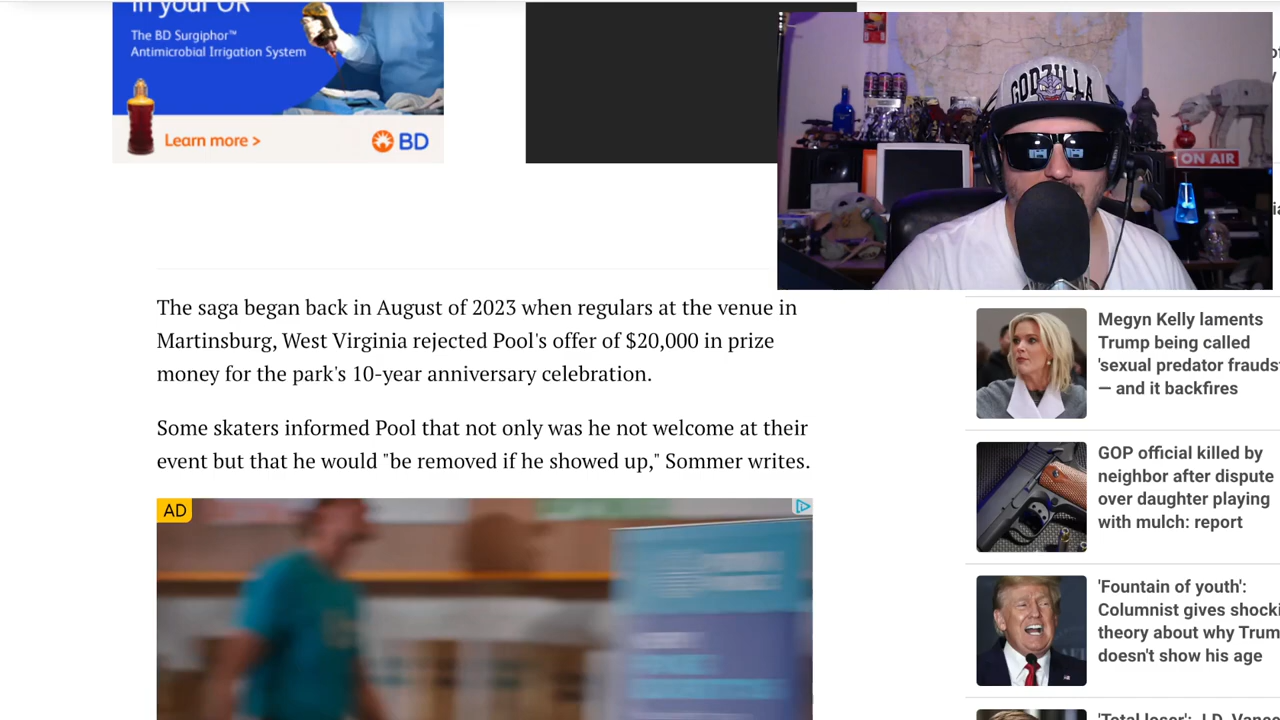 in your OR
The BD Surgiphor™
Antimicrobial Irrigation System
Learn more >
BD
GODZILLA
ON AIR
The saga began back in August of 2023 when regulars at the venue in
Martinsburg, West Virginia rejected Pool's offer of $20,000 in prize
money for the park's 10-year anniversary celebration.
Some skaters informed Pool that not only was he not welcome at their
event but that he would "be removed if he showed up," Sommer writes.
AD
Megyn Kelly laments
Trump being called
'sexual predator frauds
— and it backfires
GOP official killed by
neighbor after dispute
over daughter playing
with mulch: report
'Fountain of youth':
Columnist gives shocki
theory about why Trum
doesn't show his age
'Total loser': J.D. Vance